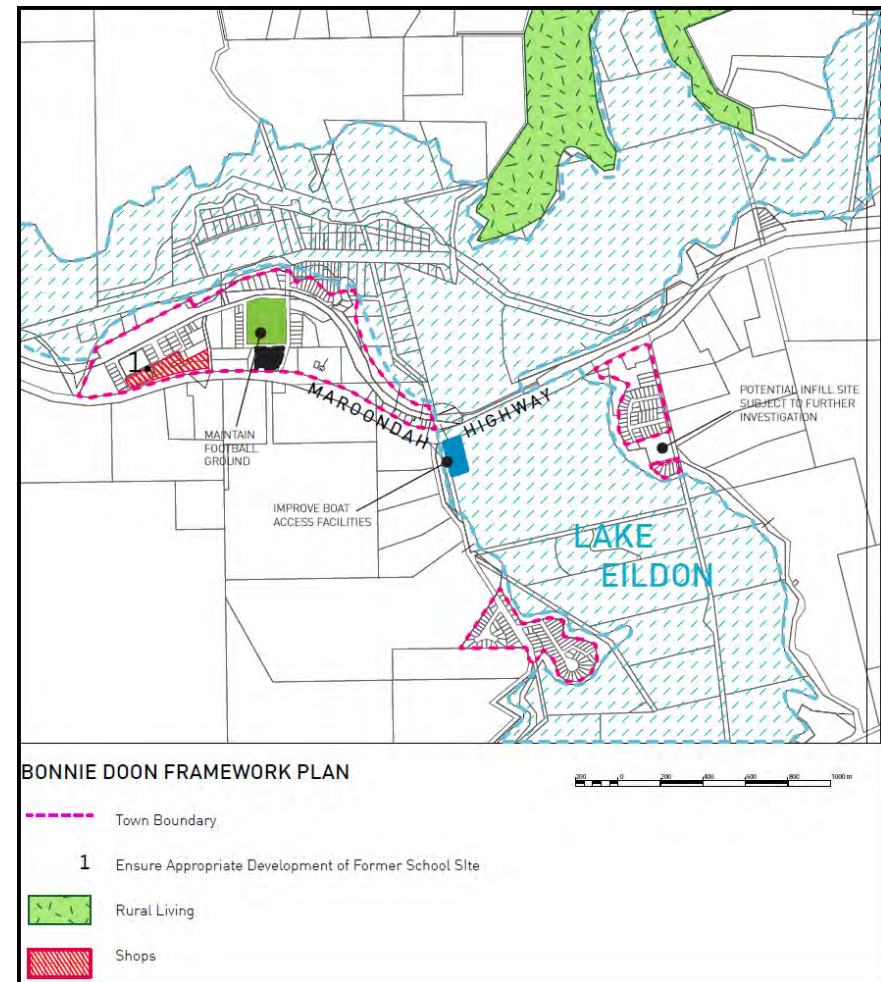 1
MAINTAIN
FOOTBALL
GROUND
MAROONDAH HIGHWAY
IMPROVE BOAT
ACCESS FACILITIES
POTENTIAL INFILL SITE
SUBJECT TO FURTHER
INVESTIGATION
LAKE
EILDON
BONNIE DOON FRAMEWORK PLAN
200 0 200 400 600 800 1000 m
Town Boundary
1 Ensure Appropriate Development of Former School SIte
Rural Living
Shops